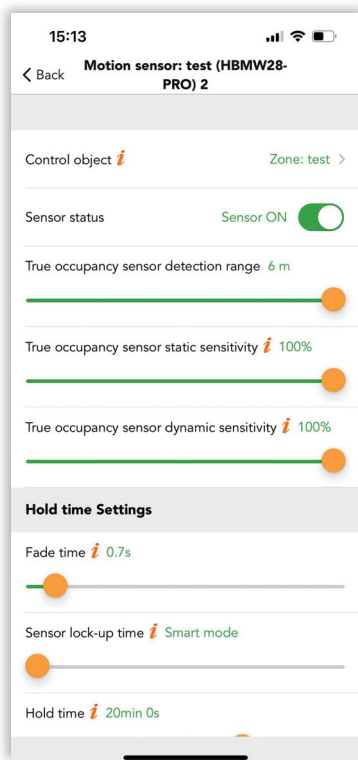 15:13
Back
Motion sensor: test (HBMW28-
PRO) 2
Control object i Zone: test >
Sensor status Sensor ON
True occupancy sensor detection range 6 m
True occupancy sensor static sensitivity i 100%
True occupancy sensor dynamic sensitivity i 100%
Hold time Settings
Fade time i 0.7s
Sensor lock-up time i Smart mode
Hold time i 20min 0s